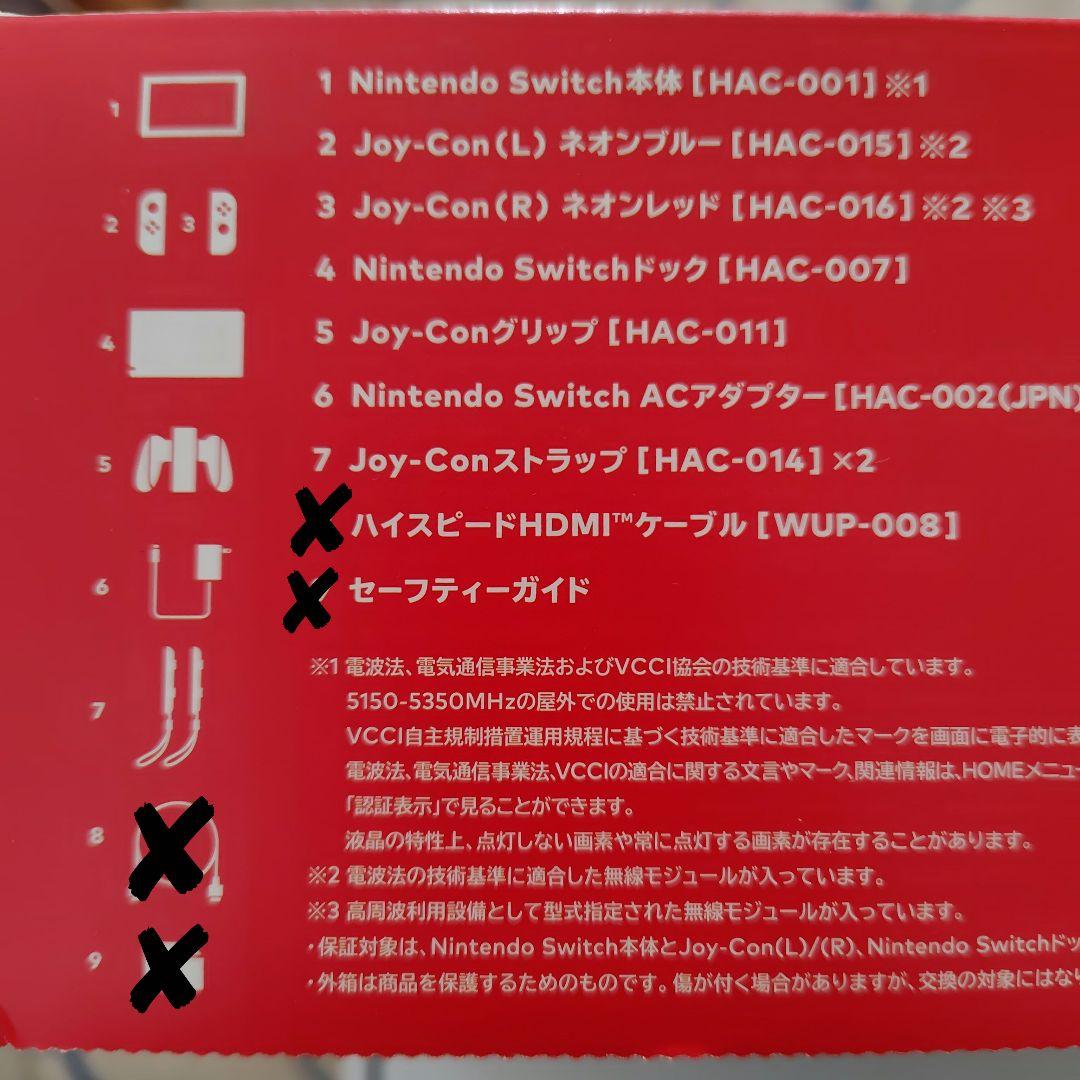 1
2 3
4
5
6
7
8
9
1 Nintendo Switch本体 [HAC-001] ※1
2 Joy-Con(L) ネオンブルー [HAC-015] ※2
3 Joy-Con(R) ネオンレッド [HAC-016] ※2 ※3
4 Nintendo Switchドック [HAC-007]
5 Joy-Conグリップ [HAC-011]
6 Nintendo Switch ACアダプター [HAC-002(JPN)
7 Joy-Conストラップ [HAC-014] ×2
ハイスピードHDMI™ケーブル [WUP-008]
セーフティーガイド
※1 電波法、電気通信事業法およびVCCI協会の技術基準に適合しています。
5150-5350MHzの屋外での使用は禁止されています。
VCCI自主規制措置運用規程に基づく技術基準に適合したマークを画面に電子的に表
電波法、電気通信事業法、VCCIの適合に関する文言やマーク、関連情報は、HOMEメニュー
「認証表示」で見ることができます。
液晶の特性上、点灯しない画素や常に点灯する画素が存在することがあります。
※2 電波法の技術基準に適合した無線モジュールが入っています。
※3 高周波利用設備として型式指定された無線モジュールが入っています。
・保証対象は、Nintendo Switch本体とJoy-Con(L)/(R)、Nintendo Switchドッ
・外箱は商品を保護するためのものです。傷が付く場合がありますが、交換の対象にはなり